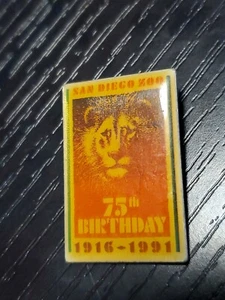 SAN DIEGO ZOO
75th
BIRTHDAY
1916-1991